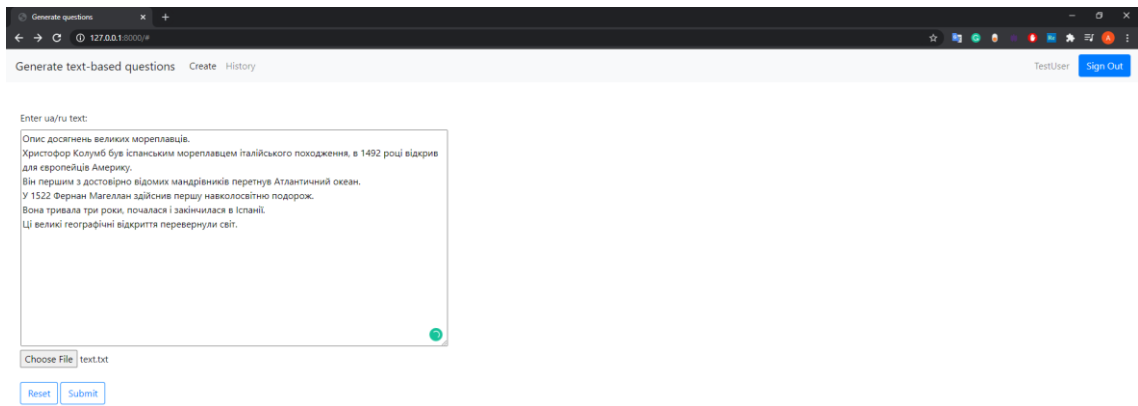 Generate questions
127.0.0.1:8000/#
Generate text-based questions Create History TestUser Sign Out
Enter ua/ru text:
Опис досягнень великих мореплавців.
Христофор Колумб був іспанським мореплавцем італійського походження, в 1492 році відкрив
для європейців Америку.
Він першим з достовірно відомих мандрівників перетнув Атлантичний океан.
У 1522 Фернан Магеллан здійснив першу навколосвітню подорож.
Вона тривала три роки, почалася і закінчилася в Іспанії.
Ці великі географічні відкриття перевернули світ.
Choose File text.txt
Reset Submit